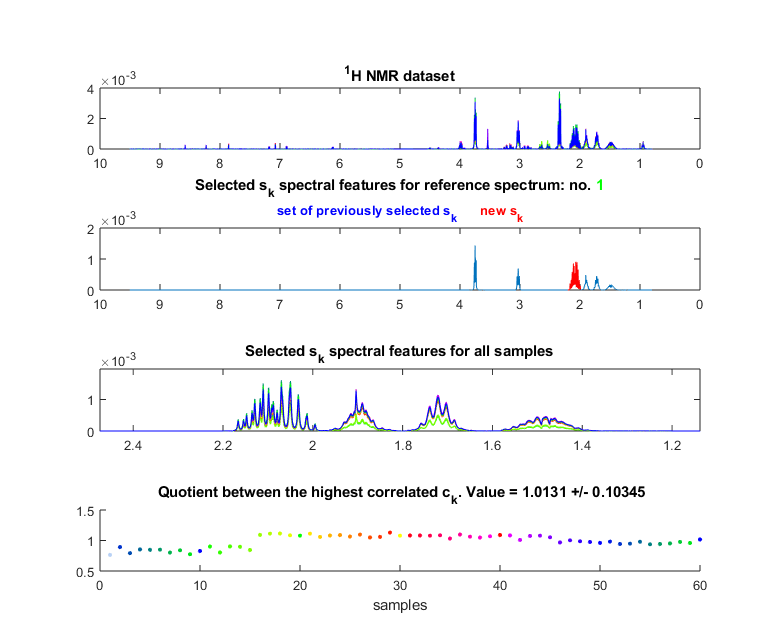 ¹H NMR dataset
×10⁻³
4
2
0
10 9 8 7 6 5 4 3 2 1 0
Selected sₖ spectral features for reference spectrum: no. 1
set of previously selected sₖ new sₖ
×10⁻³
2
1
0
10 9 8 7 6 5 4 3 2 1 0
Selected sₖ spectral features for all samples
×10⁻³
1
0
2.4 2.2 2 1.8 1.6 1.4 1.2
Quotient between the highest correlated cₖ. Value = 1.0131 +/- 0.10345
1.5
1
0.5
0 10 20 30 40 50 60
samples